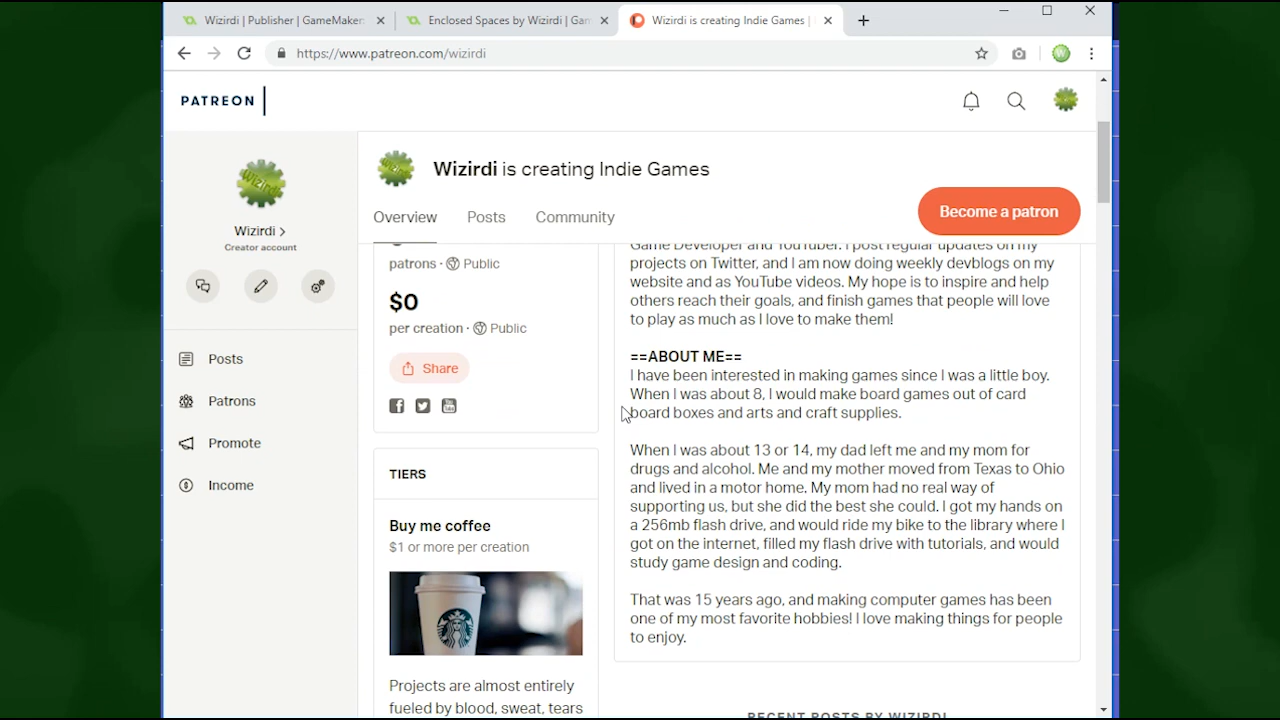 Wizirdi | Publisher | GameMaker
Enclosed Spaces by Wizirdi | Gam
Wizirdi is creating Indie Games |
https://www.patreon.com/wizirdi
PATREON
Wizirdi is creating Indie Games
Become a patron
Overview
Posts
Community
Wizirdi >
Creator account
Posts
Patrons
Promote
Income
patrons · Public
$0
per creation · Public
Share
TIERS
Buy me coffee
$1 or more per creation
Projects are almost entirely
fueled by blood, sweat, tears
Game Developer and YouTuber. I post regular updates on my
projects on Twitter, and I am now doing weekly devblogs on my
website and as YouTube videos. My hope is to inspire and help
others reach their goals, and finish games that people will love
to play as much as I love to make them!
==ABOUT ME==
I have been interested in making games since I was a little boy.
When I was about 8, I would make board games out of card
board boxes and arts and craft supplies.
When I was about 13 or 14, my dad left me and my mom for
drugs and alcohol. Me and my mother moved from Texas to Ohio
and lived in a motor home. My mom had no real way of
supporting us, but she did the best she could. I got my hands on
a 256mb flash drive, and would ride my bike to the library where I
got on the internet, filled my flash drive with tutorials, and would
study game design and coding.
That was 15 years ago, and making computer games has been
one of my most favorite hobbies! I love making things for people
to enjoy.
RECENT POSTS BY WIZIRDI